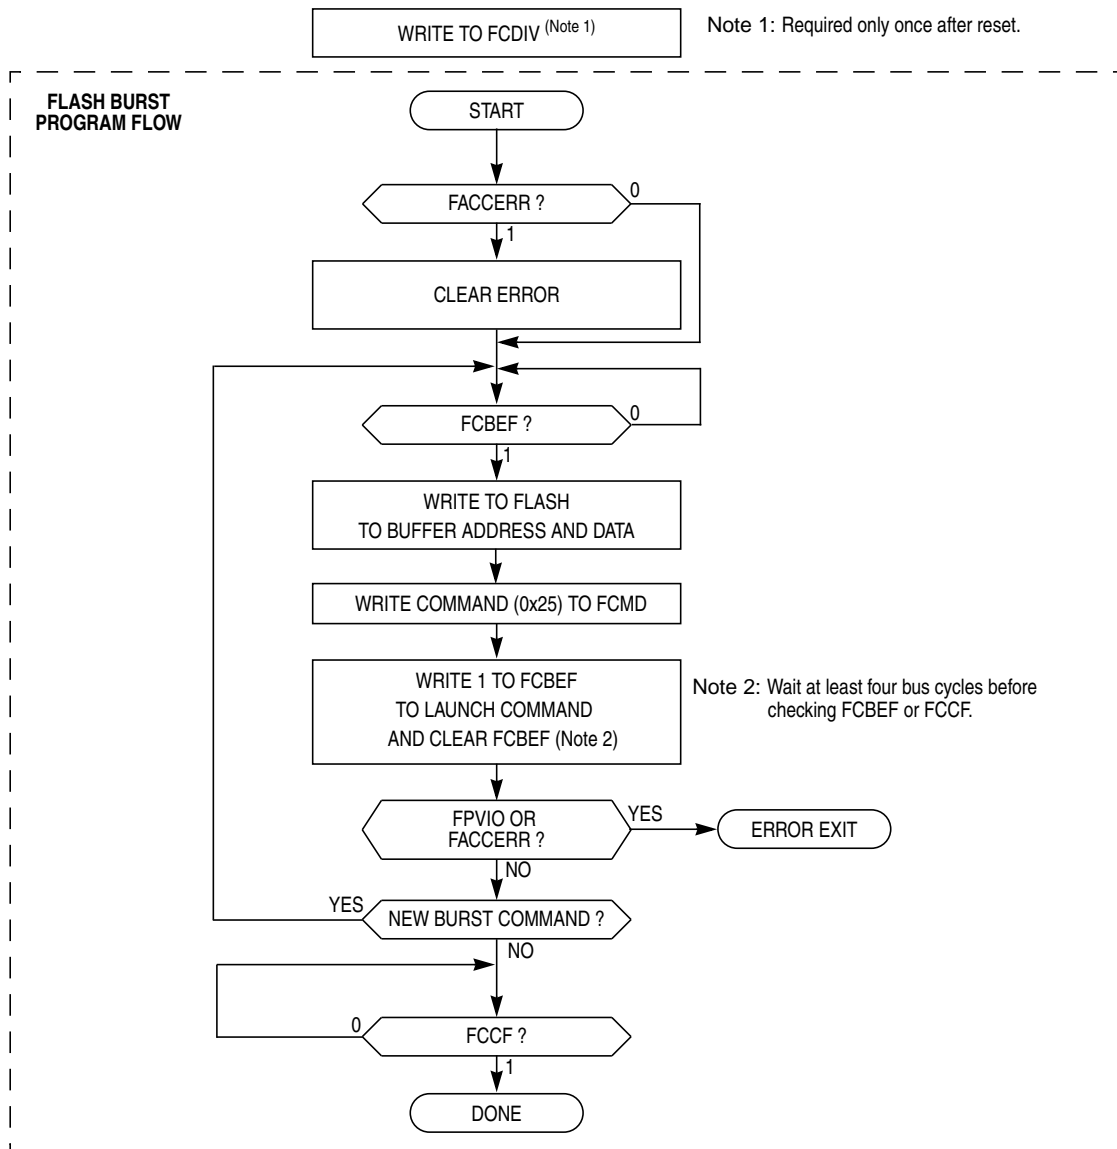 WRITE TO FCDIV (Note 1)
Note 1: Required only once after reset.
FLASH BURST
PROGRAM FLOW
START
FACCERR ?
0
1
CLEAR ERROR
FCBEF ?
0
1
WRITE TO FLASH
TO BUFFER ADDRESS AND DATA
WRITE COMMAND (0x25) TO FCMD
WRITE 1 TO FCBEF
TO LAUNCH COMMAND
AND CLEAR FCBEF (Note 2)
Note 2: Wait at least four bus cycles before
checking FCBEF or FCCF.
FPVIO OR
FACCERR ?
YES
ERROR EXIT
NO
YES
NEW BURST COMMAND ?
NO
0
FCCF ?
1
DONE